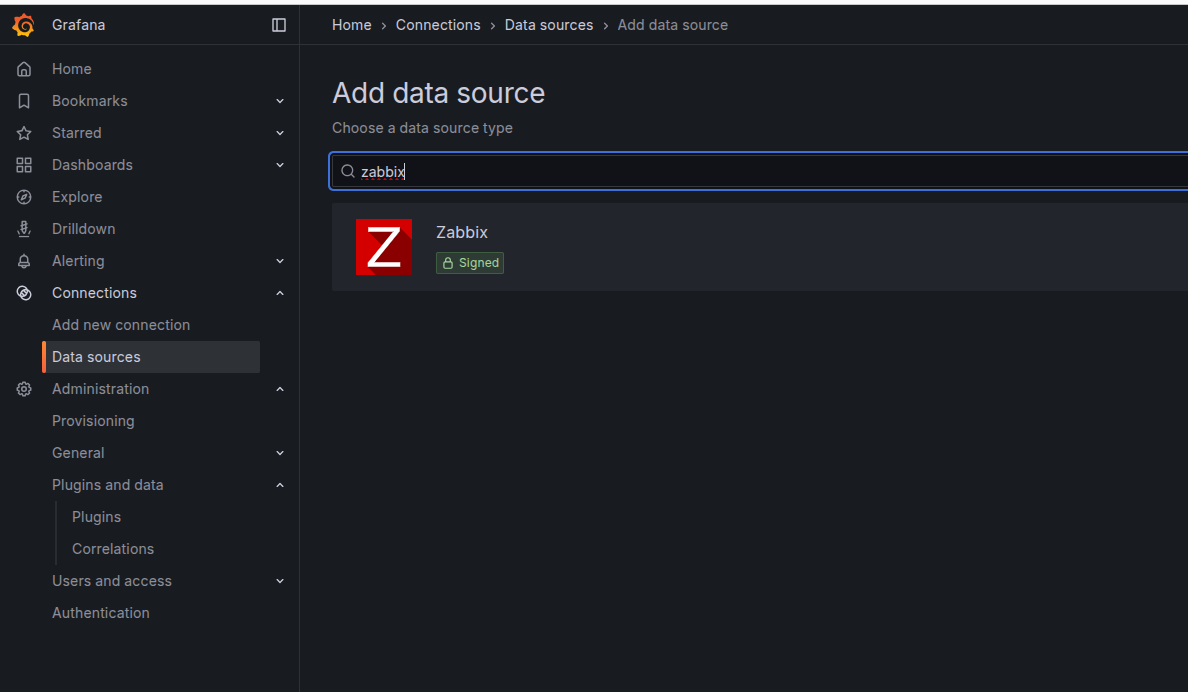 Grafana
Home › Connections › Data sources › Add data source
Home
Bookmarks
Starred
Dashboards
Explore
Drilldown
Alerting
Connections
Add new connection
Data sources
Administration
Provisioning
General
Plugins and data
Plugins
Correlations
Users and access
Authentication
Add data source
Choose a data source type
zabbix
Z
Zabbix
Signed